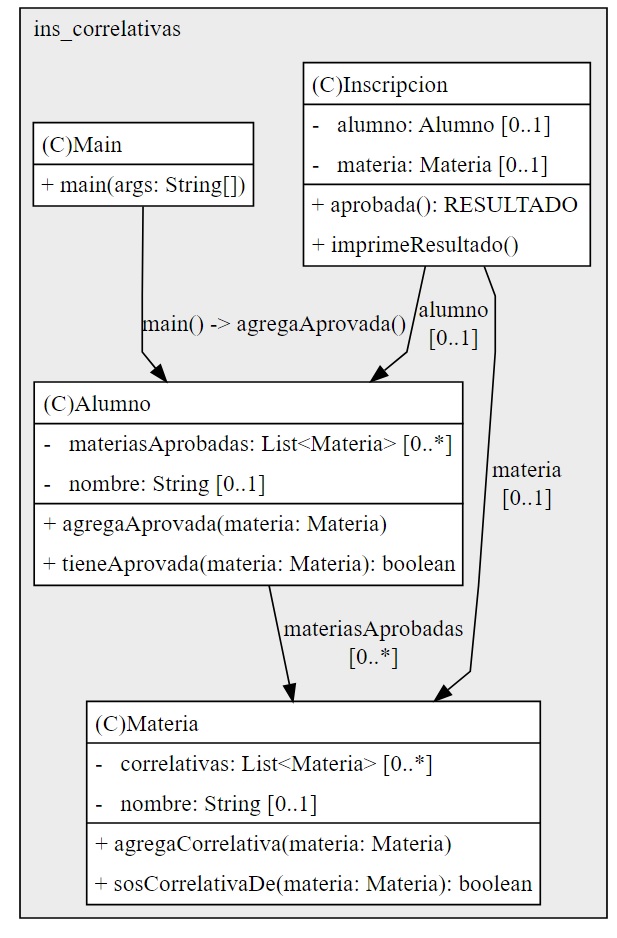 ins_correlativas
(C)Inscripcion
- alumno: Alumno [0..1]
- materia: Materia [0..1]
+ aprobada(): RESULTADO
+ imprimeResultado()
(C)Main
+ main(args: String[])
main() -> agregaAprovada()
alumno
[0..1]
(C)Alumno
- materiasAprobadas: List<Materia> [0..*]
- nombre: String [0..1]
+ agregaAprovada(materia: Materia)
+ tieneAprovada(materia: Materia): boolean
materia
[0..1]
materiasAprobadas
[0..*]
(C)Materia
- correlativas: List<Materia> [0..*]
- nombre: String [0..1]
+ agregaCorrelativa(materia: Materia)
+ sosCorrelativaDe(materia: Materia): boolean